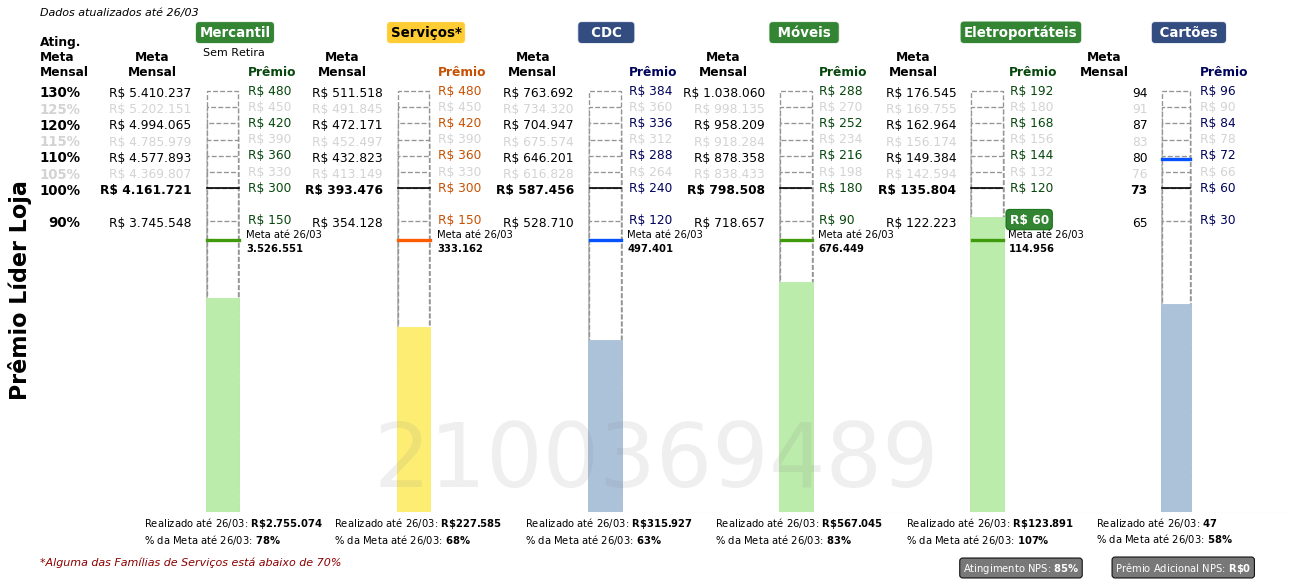 Dados atualizados até 26/03
Mercantil Serviços* CDC Móveis Eletroportáteis Cartões
Sem Retira
Ating. Meta Mensal Meta Mensal Prêmio Meta Mensal Prêmio Meta Mensal Prêmio Meta Mensal Prêmio Meta Mensal Prêmio Meta Mensal Prêmio
130% R$ 5.410.237 R$ 480 R$ 511.518 R$ 480 R$ 763.692 R$ 384 R$ 1.038.060 R$ 288 R$ 176.545 R$ 192 94 R$ 96
125% R$ 5.202.151 R$ 450 R$ 491.845 R$ 450 R$ 734.320 R$ 360 R$ 998.135 R$ 270 R$ 169.755 R$ 180 91 R$ 90
120% R$ 4.994.065 R$ 420 R$ 472.171 R$ 420 R$ 704.947 R$ 336 R$ 958.209 R$ 252 R$ 162.964 R$ 168 87 R$ 84
115% R$ 4.785.979 R$ 390 R$ 452.497 R$ 390 R$ 675.574 R$ 312 R$ 918.284 R$ 234 R$ 156.174 R$ 156 83 R$ 78
110% R$ 4.577.893 R$ 360 R$ 432.823 R$ 360 R$ 646.201 R$ 288 R$ 878.358 R$ 216 R$ 149.384 R$ 144 80 R$ 72
105% R$ 4.369.807 R$ 330 R$ 413.149 R$ 330 R$ 616.828 R$ 264 R$ 838.433 R$ 198 R$ 142.594 R$ 132 76 R$ 66
100% R$ 4.161.721 R$ 300 R$ 393.476 R$ 300 R$ 587.456 R$ 240 R$ 798.508 R$ 180 R$ 135.804 R$ 120 73 R$ 60
90% R$ 3.745.548 R$ 150 R$ 354.128 R$ 150 R$ 528.710 R$ 120 R$ 718.657 R$ 90 R$ 122.223 R$ 60 65 R$ 30
Meta até 26/03 Meta até 26/03 Meta até 26/03 Meta até 26/03 Meta até 26/03
3.526.551 333.162 497.401 676.449 114.956
Prêmio Líder Loja
2100369489
Realizado até 26/03: R$2.755.074 Realizado até 26/03: R$227.585 Realizado até 26/03: R$315.927 Realizado até 26/03: R$567.045 Realizado até 26/03: R$123.891 Realizado até 26/03: 47
% da Meta até 26/03: 78% % da Meta até 26/03: 68% % da Meta até 26/03: 63% % da Meta até 26/03: 83% % da Meta até 26/03: 107% % da Meta até 26/03: 58%
*Alguma das Famílias de Serviços está abaixo de 70% Atingimento NPS: 85% Prêmio Adicional NPS: R$0